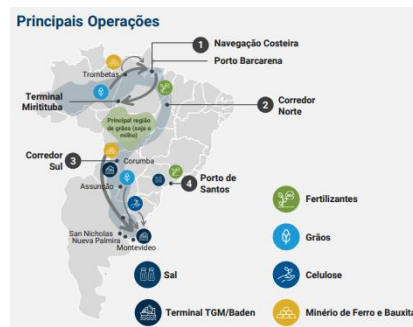 Principais Operações
1 Navegação Costeira
Porto Barcarena
Trombetas
Terminal
Miritituba
2 Corredor
Norte
Principal região
de grãos (soja e
milho)
Corredor 3
Sul
Corumba
4 Porto de
Santos
Assunção
San Nicholas
Nueva Palmira
Montevideo
Fertilizantes
Grãos
Sal
Celulose
Terminal TGM/Baden
Minério de Ferro e Bauxita